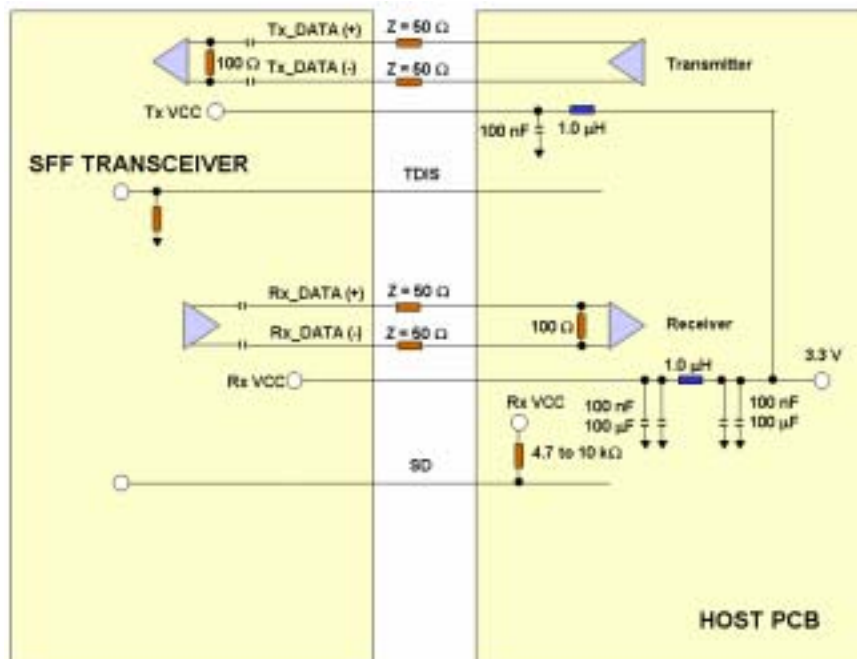 Tx_DATA (+)
Z = 50 Ω
100 Ω
Tx_DATA (-)
Z = 50 Ω
Transmitter
Tx VCC
100 nF
1.0 µH
SFF TRANSCEIVER
TDIS
Rx_DATA (+)
Z = 50 Ω
Rx_DATA (-)
Z = 50 Ω
100 Ω
Receiver
3.3 V
Rx VCC
1.0 µH
Rx VCC
100 nF
100 µF
100 nF
100 µF
4.7 to 10 kΩ
SD
HOST PCB